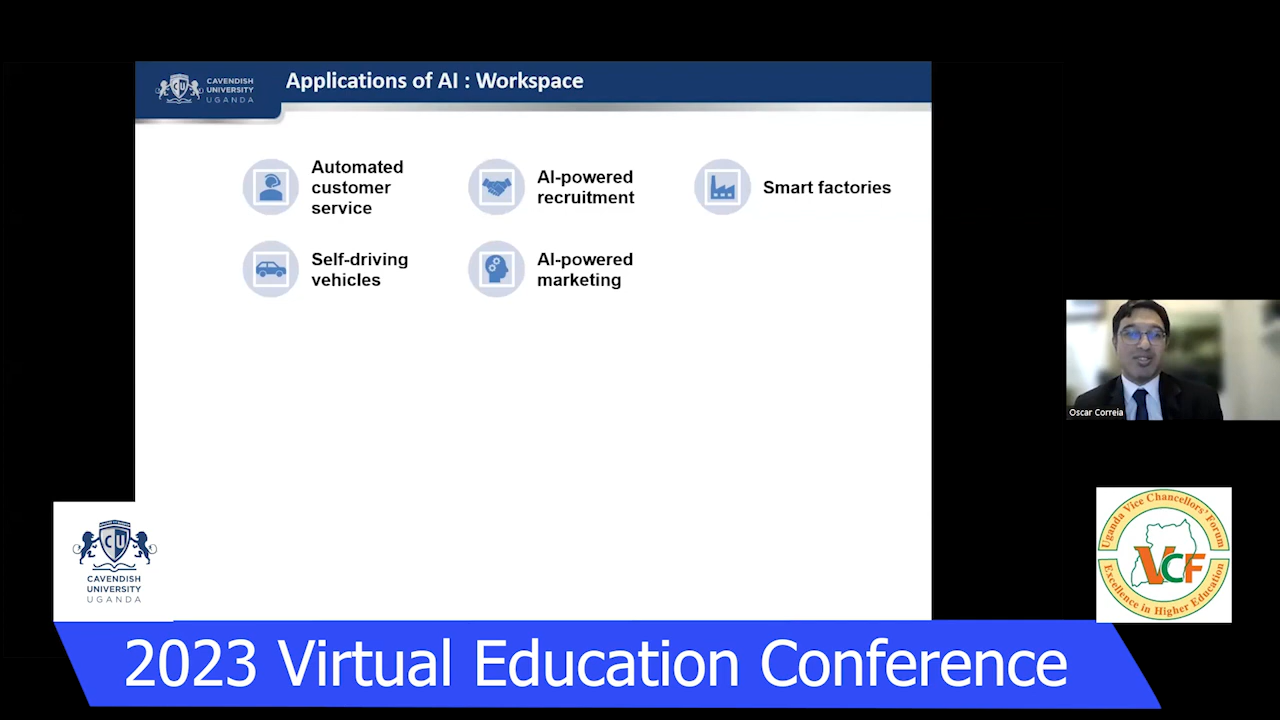 CAVENDISH
UNIVERSITY
UGANDA
Applications of AI : Workspace
Automated
customer
service
AI-powered
recruitment
Smart factories
Self-driving
vehicles
AI-powered
marketing
Oscar Correia
CU
CAVENDISH
UNIVERSITY
UGANDA
Uganda Vice Chancellors' Forum
VCF
Excellence in Higher Education
2023 Virtual Education Conference